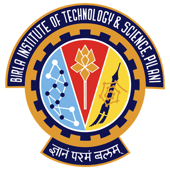 BIRLA INSTITUTE OF TECHNOLOGY & SCIENCE, PILANI
ज्ञानं परमं बलम्